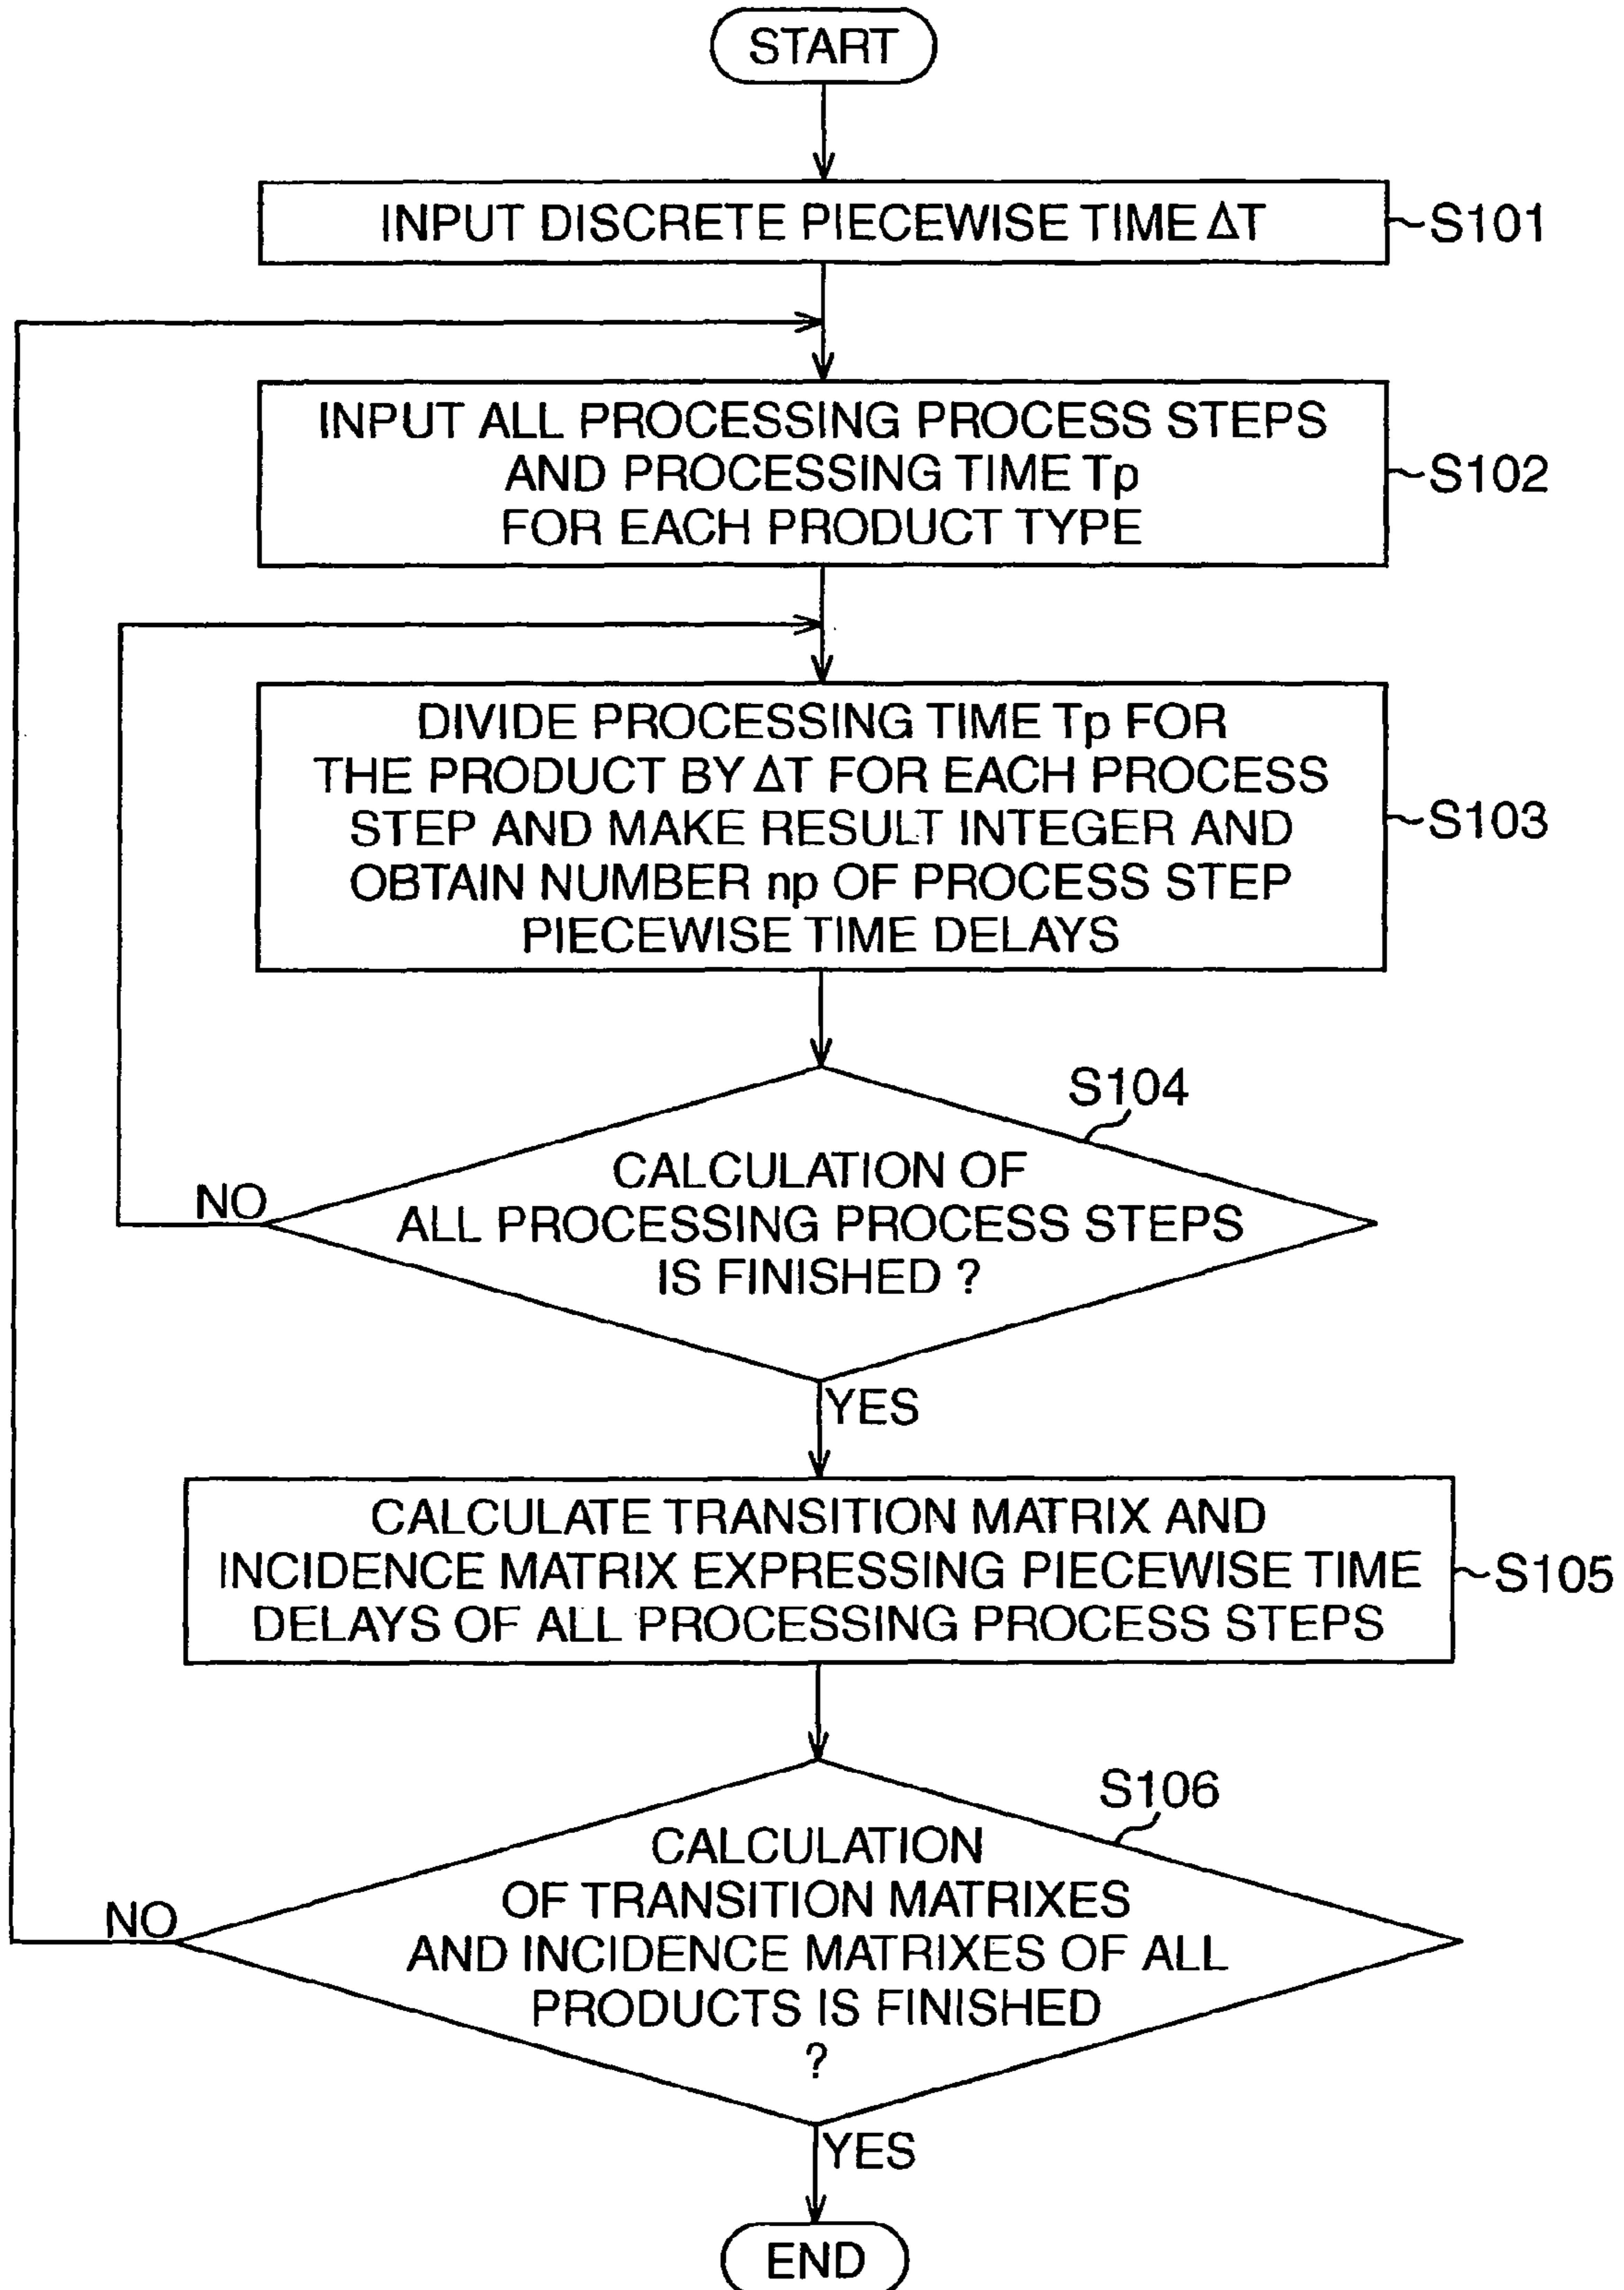 START
INPUT DISCRETE PIECEWISE TIME ΔT
S101
INPUT ALL PROCESSING PROCESS STEPS
AND PROCESSING TIME Tp
FOR EACH PRODUCT TYPE
S102
DIVIDE PROCESSING TIME Tp FOR
THE PRODUCT BY ΔT FOR EACH PROCESS
STEP AND MAKE RESULT INTEGER AND
OBTAIN NUMBER np OF PROCESS STEP
PIECEWISE TIME DELAYS
S103
S104
CALCULATION OF
ALL PROCESSING PROCESS STEPS
IS FINISHED ?
NO
YES
CALCULATE TRANSITION MATRIX AND
INCIDENCE MATRIX EXPRESSING PIECEWISE TIME
DELAYS OF ALL PROCESSING PROCESS STEPS
S105
S106
CALCULATION
OF TRANSITION MATRIXES
AND INCIDENCE MATRIXES OF ALL
PRODUCTS IS FINISHED
?
NO
YES
END